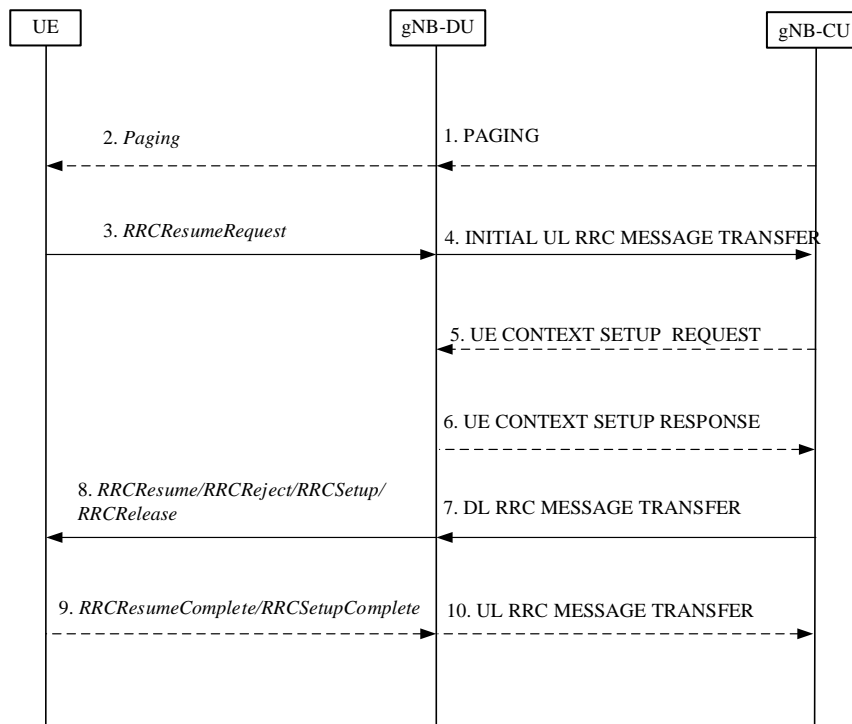 UE
gNB-DU
gNB-CU
2. Paging
1. PAGING
3. RRCResumeRequest
4. INITIAL UL RRC MESSAGE TRANSFER
5. UE CONTEXT SETUP  REQUEST
6. UE CONTEXT SETUP RESPONSE
8. RRCResume/RRCReject/RRCSetup/
RRCRelease
7. DL RRC MESSAGE TRANSFER
9. RRCResumeComplete/RRCSetupComplete
10. UL RRC MESSAGE TRANSFER